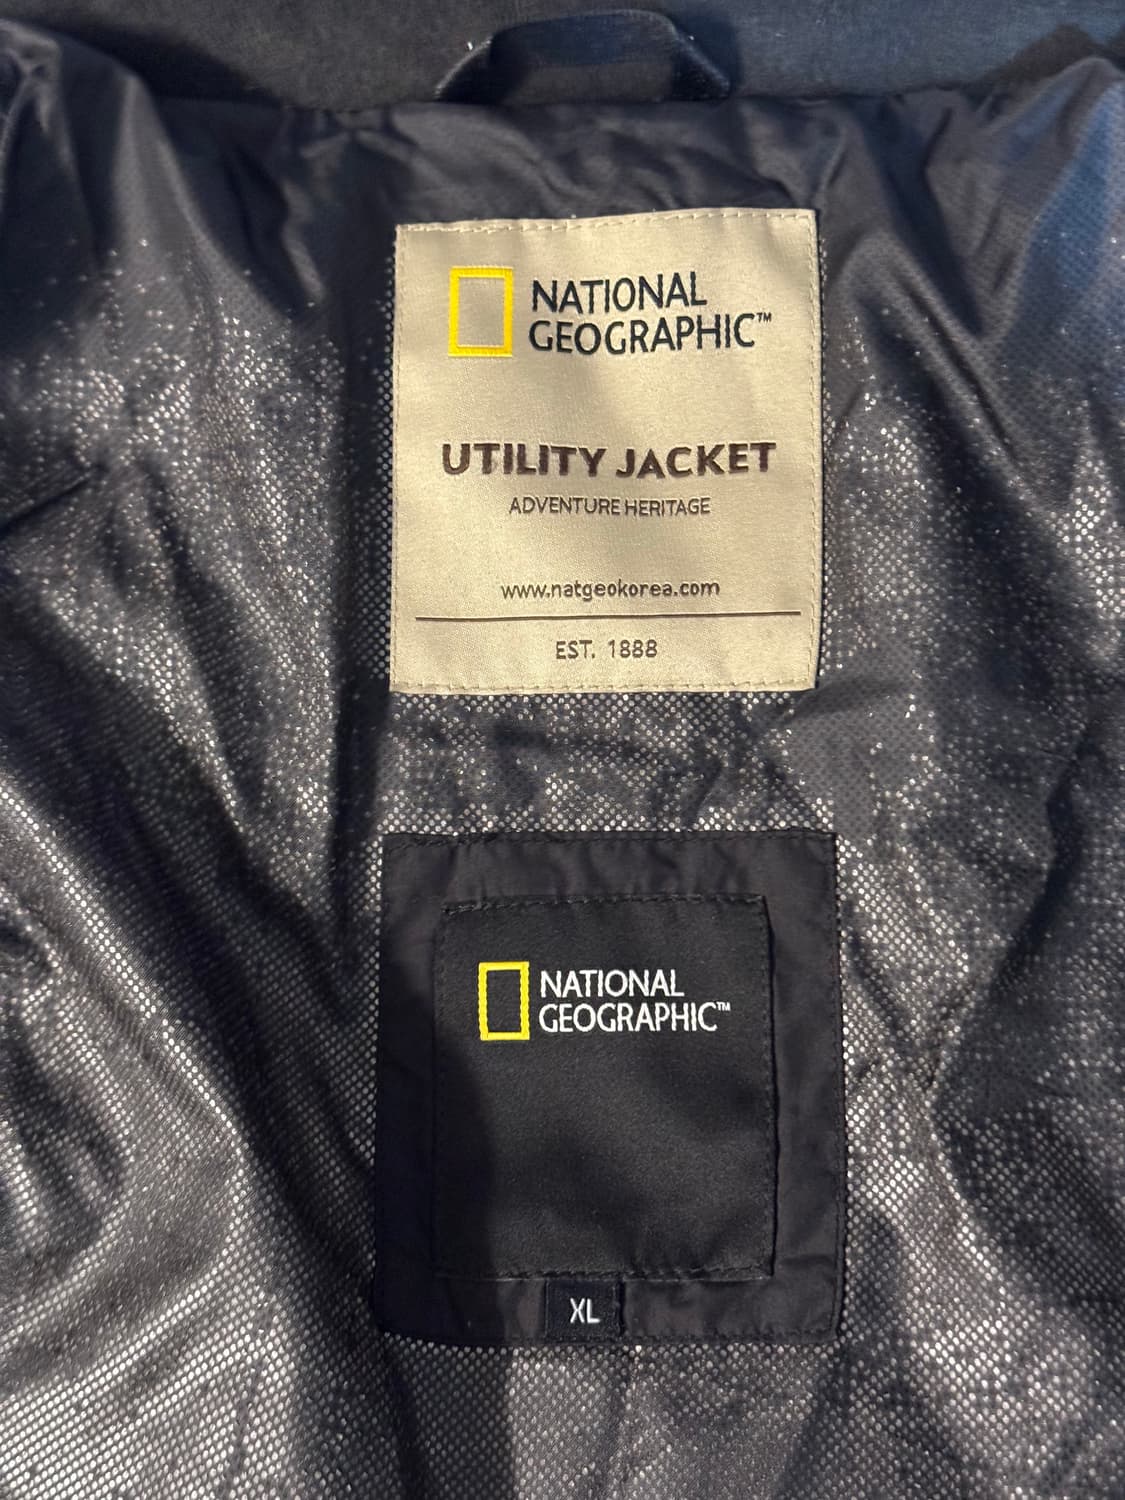 NATIONAL
GEOGRAPHIC™
UTILITY JACKET
ADVENTURE HERITAGE
www.natgeokorea.com
EST. 1888
NATIONAL
GEOGRAPHIC™
XL